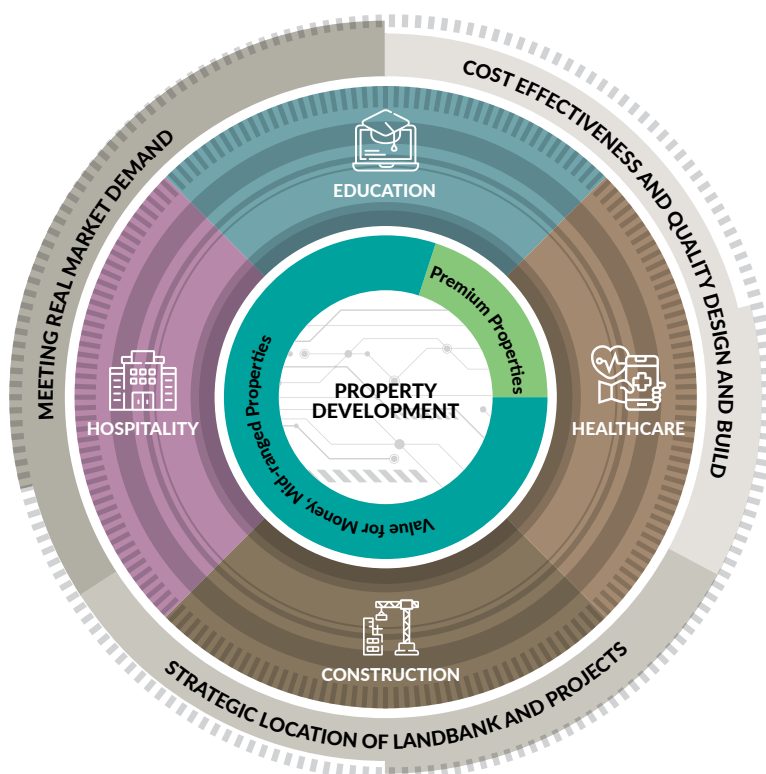 COST EFFECTIVENESS AND QUALITY DESIGN AND BUILD
MEETING REAL MARKET DEMAND
EDUCATION
Premium Properties
PROPERTY
DEVELOPMENT
HOSPITALITY
HEALTHCARE
Value for Money, Mid-ranged Properties
CONSTRUCTION
STRATEGIC LOCATION OF LANDBANK AND PROJECTS